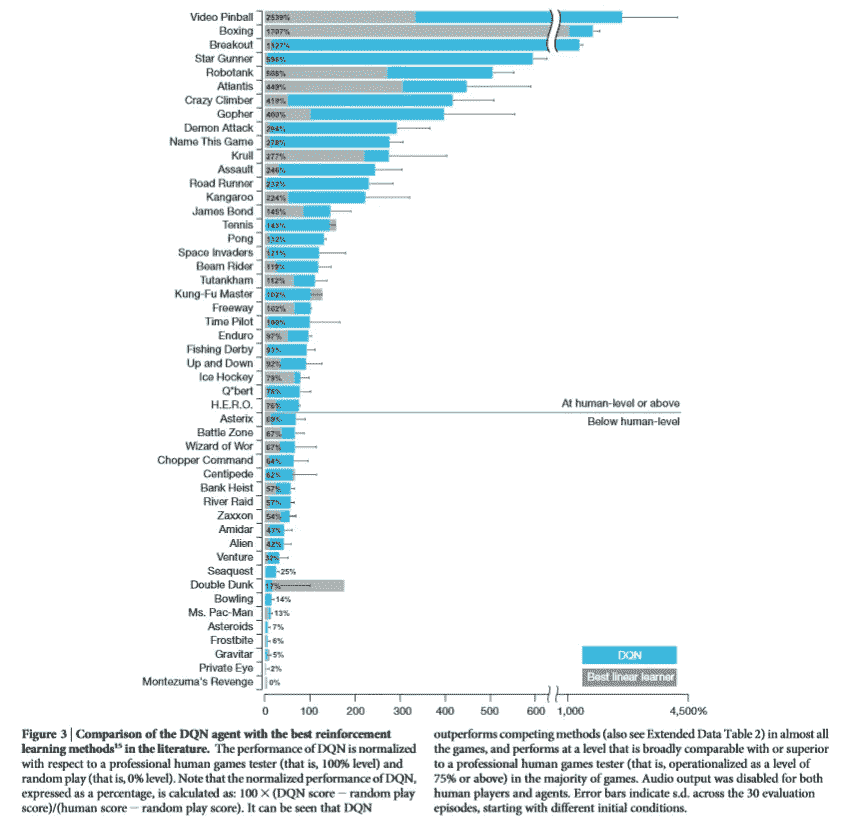 Video Pinball 2539%
Boxing 1707%
Breakout 1327%
Star Gunner 598%
Robotank 508%
Atlantis 449%
Crazy Climber 419%
Gopher 400%
Demon Attack 294%
Name This Game 278%
Krull 277%
Assault 246%
Road Runner 232%
Kangaroo 224%
James Bond 145%
Tennis 143%
Pong 132%
Space Invaders 121%
Beam Rider 119%
Tutankham 112%
Kung-Fu Master 102%
Freeway 102%
Time Pilot 100%
Enduro 97%
Fishing Derby 93%
Up and Down 92%
Ice Hockey 79%
Q*bert 78%
H.E.R.O. 76%
At human-level or above
Asterix 69%
Below human-level
Battle Zone 67%
Wizard of Wor 67%
Chopper Command 64%
Centipede 62%
Bank Heist 57%
River Raid 57%
Zaxxon 54%
Amidar 43%
Alien 42%
Venture 32%
Seaquest 25%
Double Dunk 17%
Bowling 14%
Ms. Pac-Man 13%
Asteroids 7%
Frostbite 6%
Gravitar 5%
Private Eye 2%
Montezuma's Revenge 0%
DQN
Best linear learner
0 100 200 300 400 500 600 1,000 4,500%
Figure 3 | Comparison of the DQN agent with the best reinforcement
learning methods¹⁵ in the literature. The performance of DQN is normalized
with respect to a professional human games tester (that is, 100% level) and
random play (that is, 0% level). Note that the normalized performance of DQN,
expressed as a percentage, is calculated as: 100 × (DQN score − random play
score)/(human score − random play score). It can be seen that DQN
outperforms competing methods (also see Extended Data Table 2) in almost all
the games, and performs at a level that is broadly comparable with or superior
to a professional human games tester (that is, operationalized as a level of
75% or above) in the majority of games. Audio output was disabled for both
human players and agents. Error bars indicate s.d. across the 30 evaluation
episodes, starting with different initial conditions.